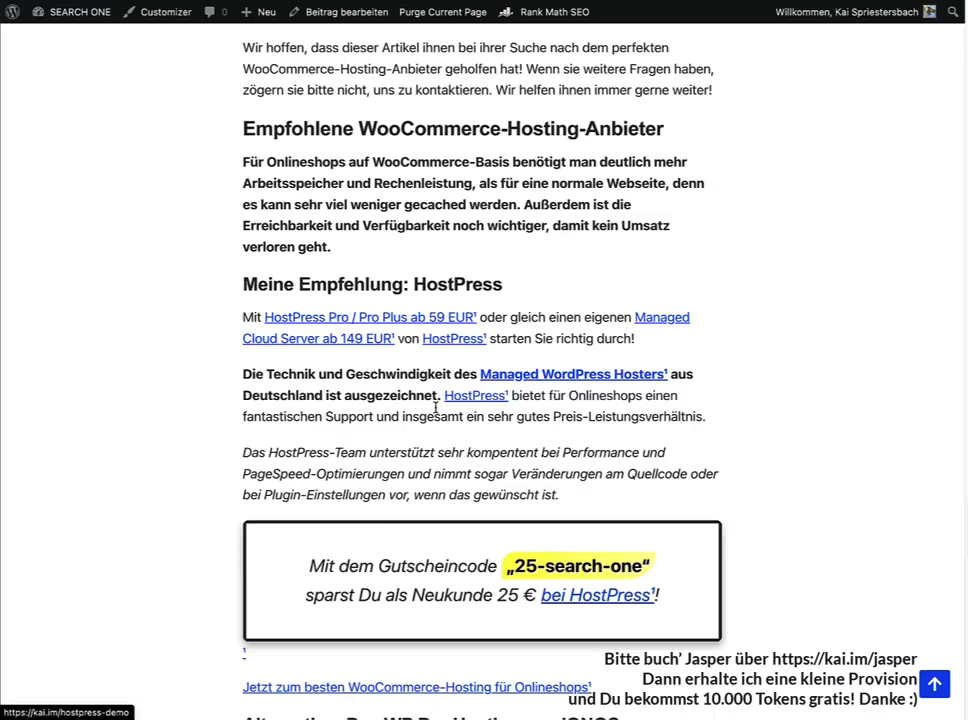 SEARCH ONE Customizer 0 Neu Beitrag bearbeiten Purge Current Page Rank Math SEO Willkommen, Kai Spriestersbach
Wir hoffen, dass dieser Artikel ihnen bei ihrer Suche nach dem perfekten
WooCommerce-Hosting-Anbieter geholfen hat! Wenn sie weitere Fragen haben,
zögern sie bitte nicht, uns zu kontaktieren. Wir helfen ihnen immer gerne weiter!
Empfohlene WooCommerce-Hosting-Anbieter
Für Onlineshops auf WooCommerce-Basis benötigt man deutlich mehr
Arbeitsspeicher und Rechenleistung, als für eine normale Webseite, denn
es kann sehr viel weniger gecached werden. Außerdem ist die
Erreichbarkeit und Verfügbarkeit noch wichtiger, damit kein Umsatz
verloren geht.
Meine Empfehlung: HostPress
Mit HostPress Pro / Pro Plus ab 59 EUR¹ oder gleich einen eigenen Managed
Cloud Server ab 149 EUR¹ von HostPress¹ starten Sie richtig durch!
Die Technik und Geschwindigkeit des Managed WordPress Hosters¹ aus
Deutschland ist ausgezeichnet. HostPress¹ bietet für Onlineshops einen
fantastischen Support und insgesamt ein sehr gutes Preis-Leistungsverhältnis.
Das HostPress-Team unterstützt sehr kompetent bei Performance und
PageSpeed-Optimierungen und nimmt sogar Veränderungen am Quellcode oder
bei Plugin-Einstellungen vor, wenn das gewünscht ist.
Mit dem Gutscheincode „25-search-one“
sparst Du als Neukunde 25 € bei HostPress¹!
¹
Jetzt zum besten WooCommerce-Hosting für Onlineshops¹
Bitte buch’ Jasper über https://kai.im/jasper
Dann erhalte ich eine kleine Provision
und Du bekommst 10.000 Tokens gratis! Danke :)
https://kai.im/hostpress-demo